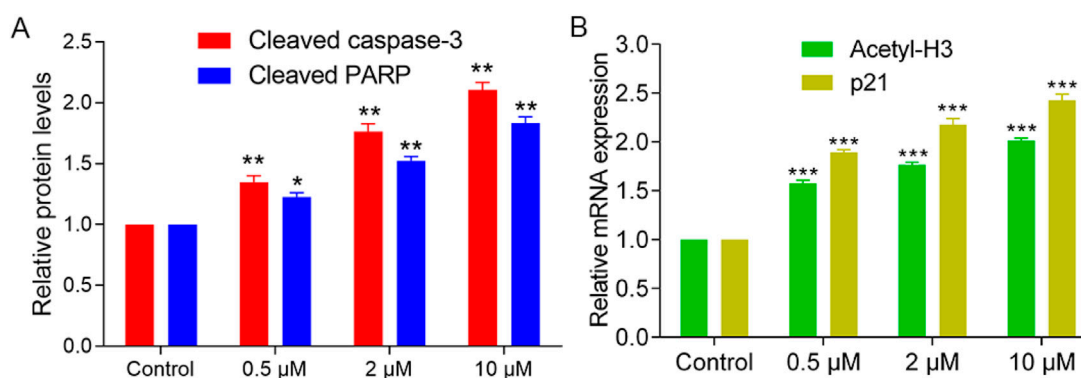 A
Cleaved caspase-3
Cleaved PARP
Relative protein levels
2.5
2.0
1.5
1.0
0.5
0.0
** *
** **
** **
Control 0.5 µM 2 µM 10 µM
B
Acetyl-H3
p21
Relative mRNA expression
3.0
2.5
2.0
1.5
1.0
0.5
0.0
*** ***
*** ***
*** ***
Control 0.5 µM 2 µM 10 µM